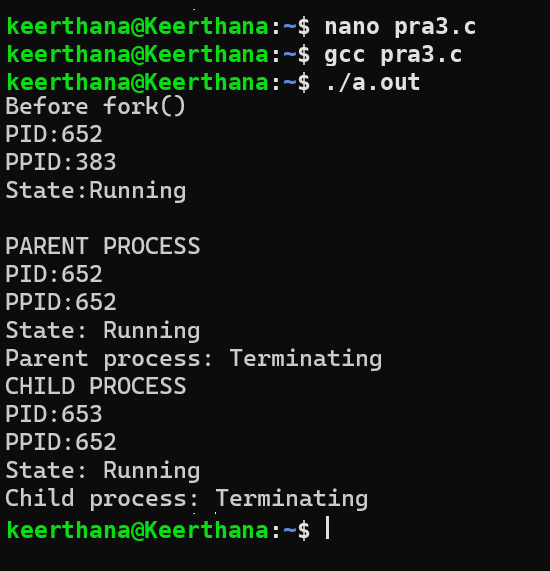 keerthana@Keerthana:~$ nano pra3.c
keerthana@Keerthana:~$ gcc pra3.c
keerthana@Keerthana:~$ ./a.out
Before fork()
PID:652
PPID:383
State:Running

PARENT PROCESS
PID:652
PPID:652
State: Running
Parent process: Terminating
CHILD PROCESS
PID:653
PPID:652
State: Running
Child process: Terminating
keerthana@Keerthana:~$